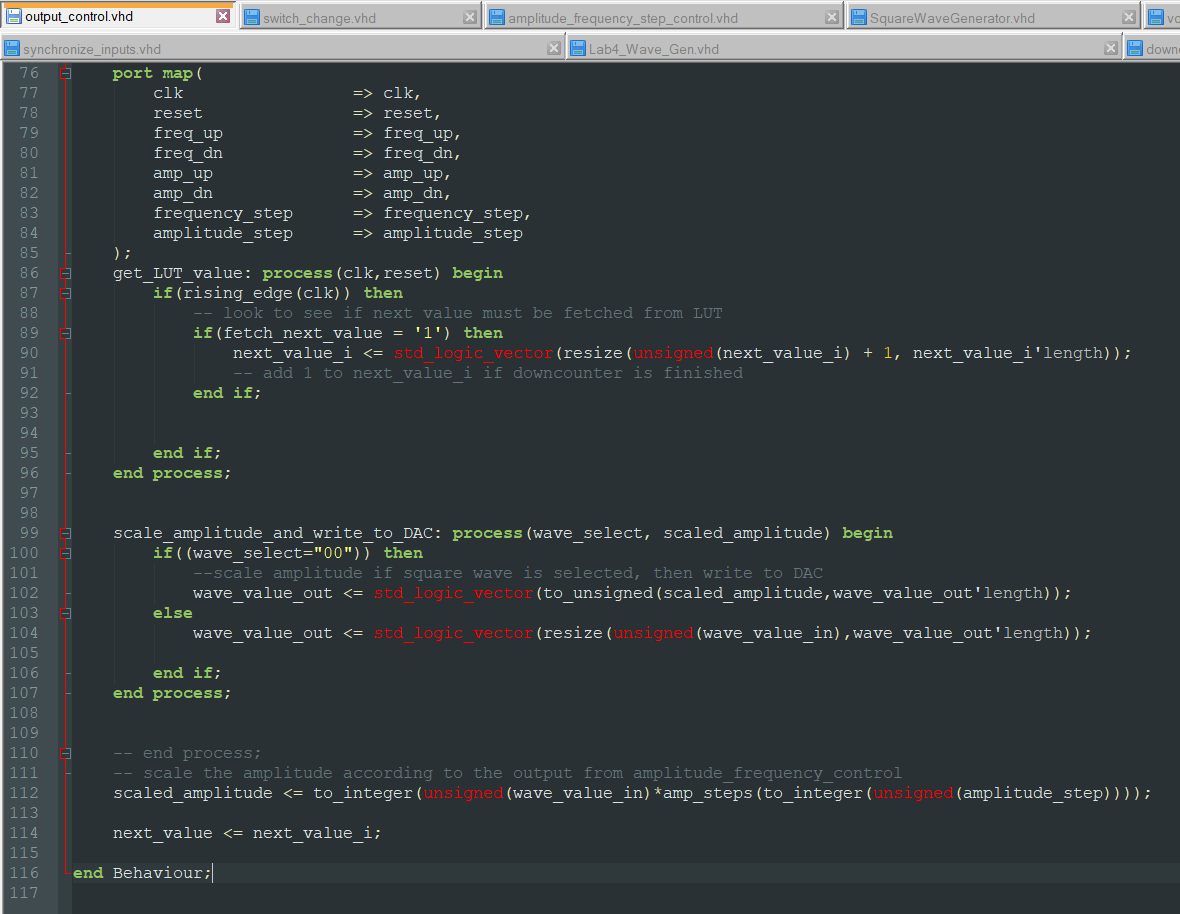 output_control.vhd
switch_change.vhd
amplitude_frequency_step_control.vhd
SquareWaveGenerator.vhd
synchronize_inputs.vhd
Lab4_Wave_Gen.vhd
76 port map(
77 clk => clk,
78 reset => reset,
79 freq_up => freq_up,
80 freq_dn => freq_dn,
81 amp_up => amp_up,
82 amp_dn => amp_dn,
83 frequency_step => frequency_step,
84 amplitude_step => amplitude_step
85 );
86 get_LUT_value: process(clk,reset) begin
87 if(rising_edge(clk)) then
88 -- look to see if next value must be fetched from LUT
89 if(fetch_next_value = '1') then
90 next_value_i <= std_logic_vector(resize(unsigned(next_value_i) + 1, next_value_i'length));
91 -- add 1 to next_value_i if downcounter is finished
92 end if;
93
94
95 end if;
96 end process;
97
98
99 scale_amplitude_and_write_to_DAC: process(wave_select, scaled_amplitude) begin
100 if((wave_select="00")) then
101 --scale amplitude if square wave is selected, then write to DAC
102 wave_value_out <= std_logic_vector(to_unsigned(scaled_amplitude,wave_value_out'length));
103 else
104 wave_value_out <= std_logic_vector(resize(unsigned(wave_value_in),wave_value_out'length));
105
106 end if;
107 end process;
108
109
110 -- end process;
111 -- scale the amplitude according to the output from amplitude_frequency_control
112 scaled_amplitude <= to_integer(unsigned(wave_value_in)*amp_steps(to_integer(unsigned(amplitude_step))));
113
114 next_value <= next_value_i;
115
116 end Behaviour;
117